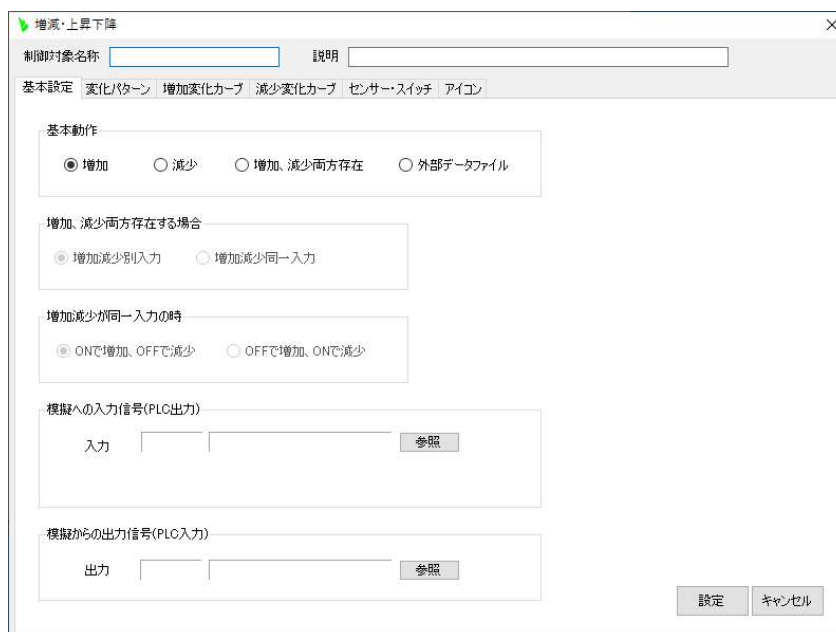 増減・上昇下降
制御対象名称 説明
基本設定 変化パターン 増加変化カーブ 減少変化カーブ センサー・スイッチ アイコン
基本動作
増加 減少 増加、減少両方存在 外部データファイル
増加、減少両方存在する場合
増加減少別入力 増加減少同一入力
増加減少が同一入力の時
ONで増加、OFFで減少 OFFで増加、ONで減少
模擬への入力信号(PLC出力)
入力 参照
模擬からの出力信号(PLC入力)
出力 参照
設定 キャンセル